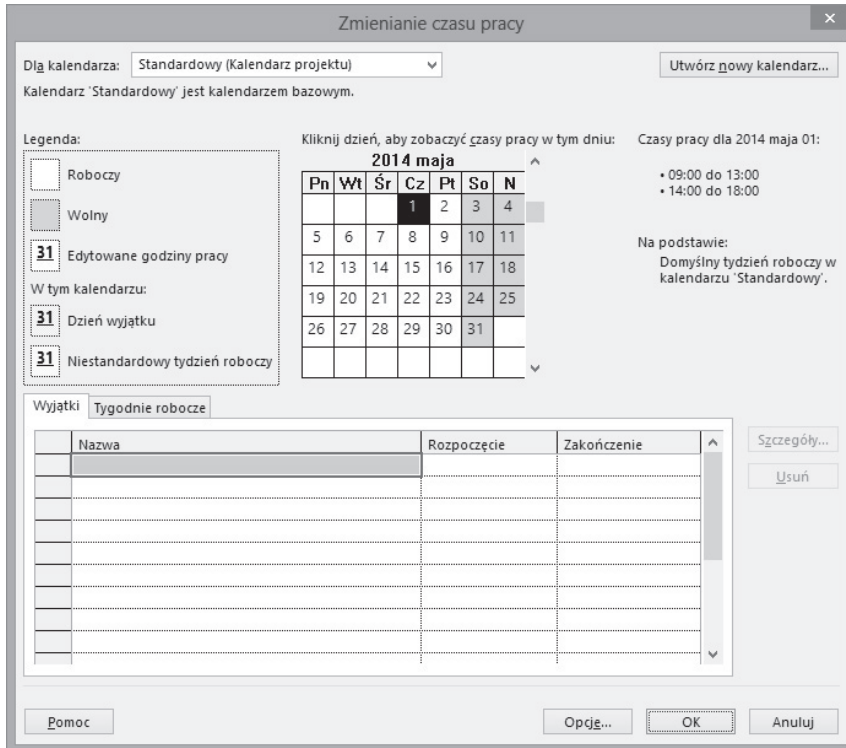 Zmienianie czasu pracy
Dla kalendarza: Standardowy (Kalendarz projektu)
Utwórz nowy kalendarz...
Kalendarz 'Standardowy' jest kalendarzem bazowym.
Legenda:
Roboczy
Wolny
31 Edytowane godziny pracy
W tym kalendarzu:
31 Dzień wyjątku
31 Niestandardowy tydzień roboczy
Kliknij dzień, aby zobaczyć czasy pracy w tym dniu:
2014 maja
Pn Wt Śr Cz Pt So N
1 2 3 4
5 6 7 8 9 10 11
12 13 14 15 16 17 18
19 20 21 22 23 24 25
26 27 28 29 30 31
Czasy pracy dla 2014 maja 01:
• 09:00 do 13:00
• 14:00 do 18:00
Na podstawie:
Domyślny tydzień roboczy w
kalendarzu 'Standardowy'.
Wyjątki Tygodnie robocze
Nazwa Rozpoczęcie Zakończenie
Szczegóły...
Usuń
Pomoc Opcje... OK Anuluj